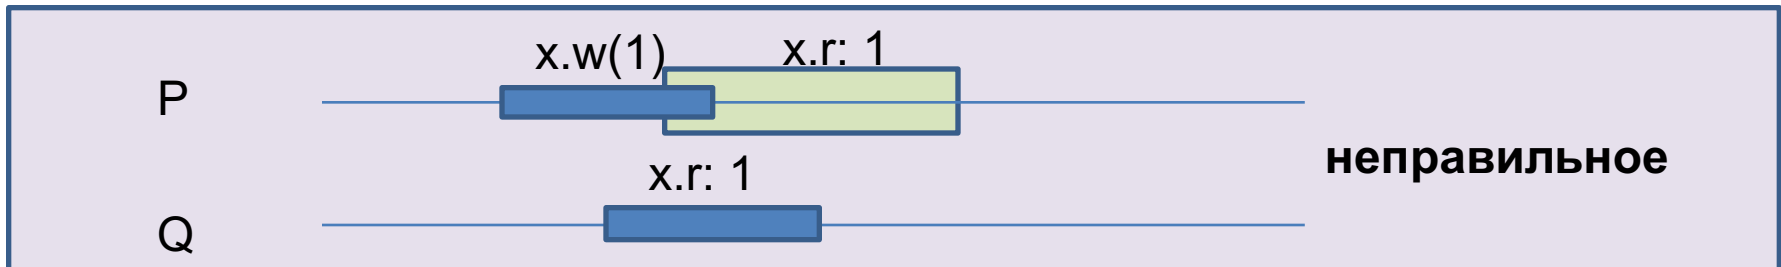 x.w(1) x.r: 1
P
неправильное
x.r: 1
Q